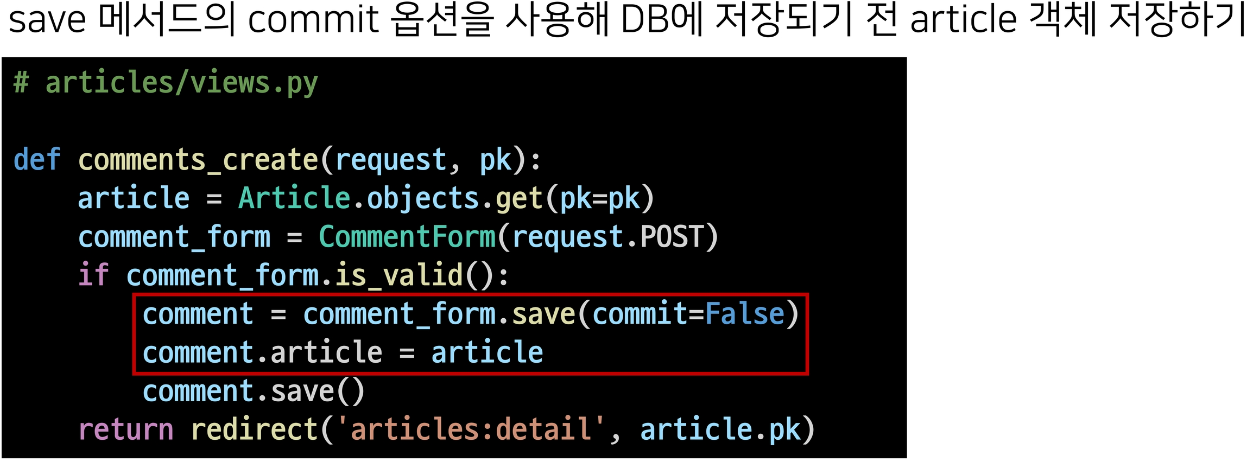 save 메서드의 commit 옵션을 사용해 DB에 저장되기 전 article 객체 저장하기
# articles/views.py
def comments_create(request, pk):
    article = Article.objects.get(pk=pk)
    comment_form = CommentForm(request.POST)
    if comment_form.is_valid():
        comment = comment_form.save(commit=False)
        comment.article = article
        comment.save()
    return redirect('articles:detail', article.pk)